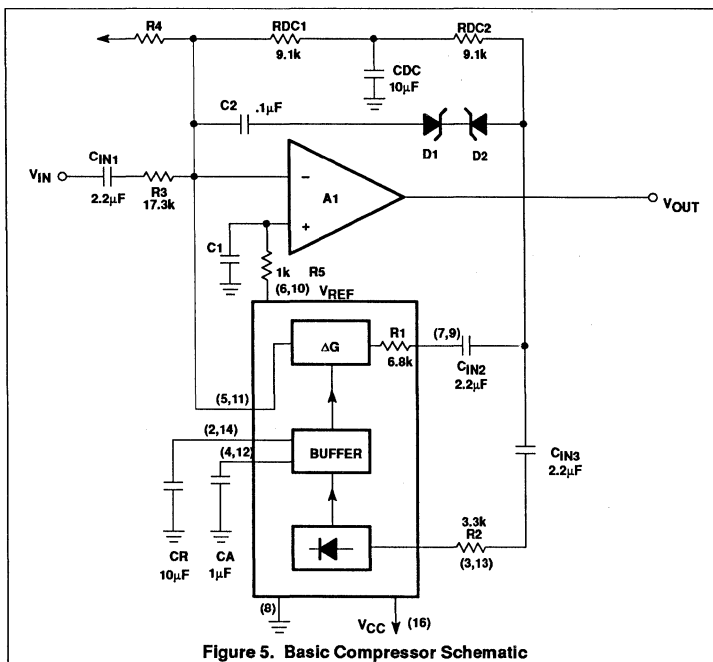 R4
RDC1
9.1k
RDC2
9.1k
CDC
10µF
C2
.1µF
D1
D2
CIN1
2.2µF
VIN
R3
17.3k
–
A1
+
VOUT
C1
1k
R5
(6,10)
VREF
ΔG
R1
6.8k
(7,9)
CIN2
2.2µF
(5,11)
(2,14)
(4,12)
BUFFER
CIN3
2.2µF
CR
10µF
CA
1µF
3.3k
R2
(3,13)
(8)
VCC
(16)
Figure 5. Basic Compressor Schematic